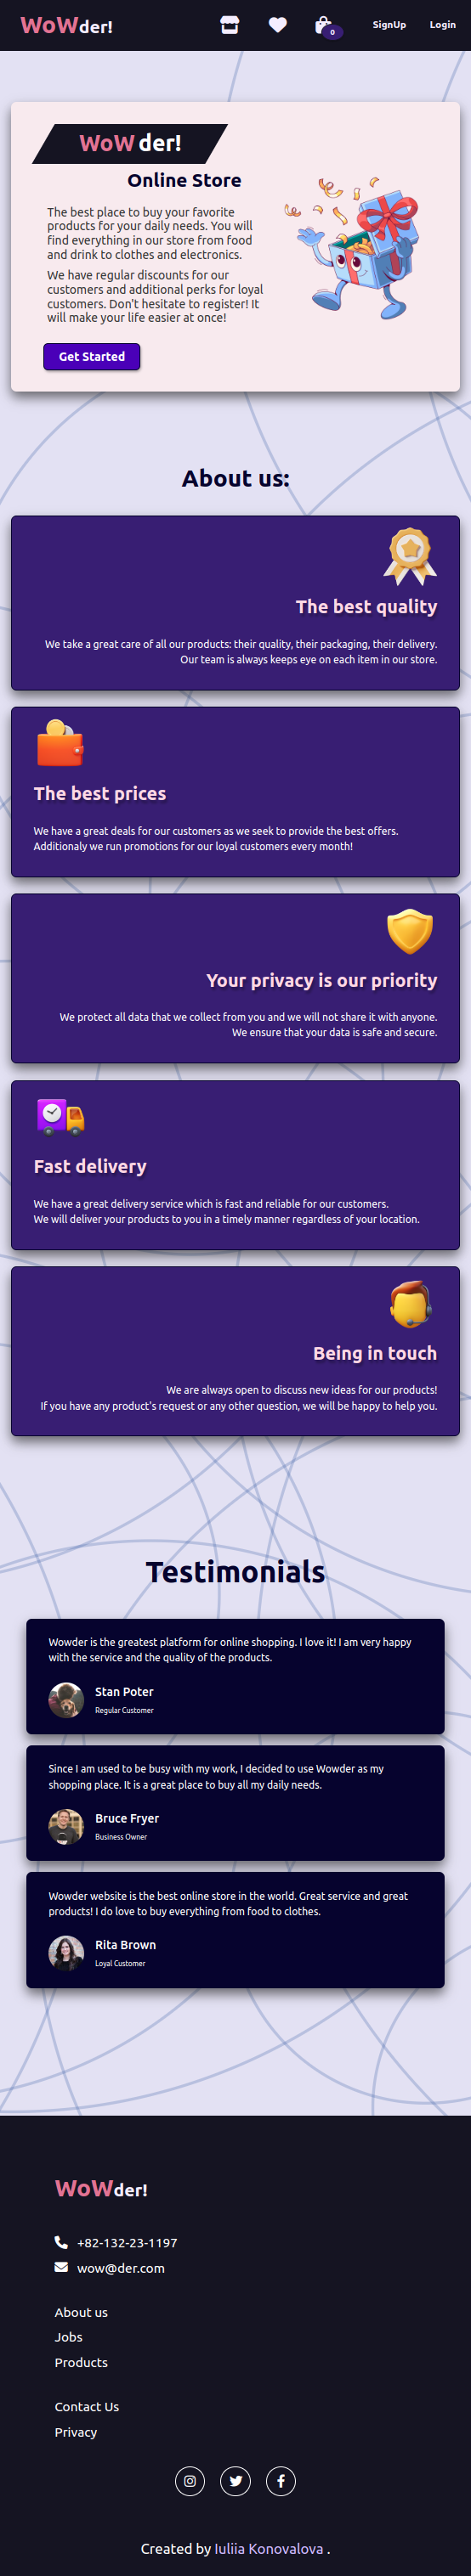 WoWder!
0
SignUp
Login
WoW der!
Online Store
The best place to buy your favorite
products for your daily needs. You will
find everything in our store from food
and drink to clothes and electronics.
We have regular discounts for our
customers and additional perks for loyal
customers. Don't hesitate to register! It
will make your life easier at once!
Get Started
About us:
The best quality
We take a great care of all our products: their quality, their packaging, their delivery.
Our team is always keeps eye on each item in our store.
The best prices
We have a great deals for our customers as we seek to provide the best offers.
Additionaly we run promotions for our loyal customers every month!
Your privacy is our priority
We protect all data that we collect from you and we will not share it with anyone.
We ensure that your data is safe and secure.
Fast delivery
We have a great delivery service which is fast and reliable for our customers.
We will deliver your products to you in a timely manner regardless of your location.
Being in touch
We are always open to discuss new ideas for our products!
If you have any product's request or any other question, we will be happy to help you.
Testimonials
Wowder is the greatest platform for online shopping. I love it! I am very happy
with the service and the quality of the products.
Stan Poter
Regular Customer
Since I am used to be busy with my work, I decided to use Wowder as my
shopping place. It is a great place to buy all my daily needs.
Bruce Fryer
Business Owner
Wowder website is the best online store in the world. Great service and great
products! I do love to buy everything from food to clothes.
Rita Brown
Loyal Customer
WoWder!
+82-132-23-1197
wow@der.com
About us
Jobs
Products
Contact Us
Privacy
Created by Iuliia Konovalova .